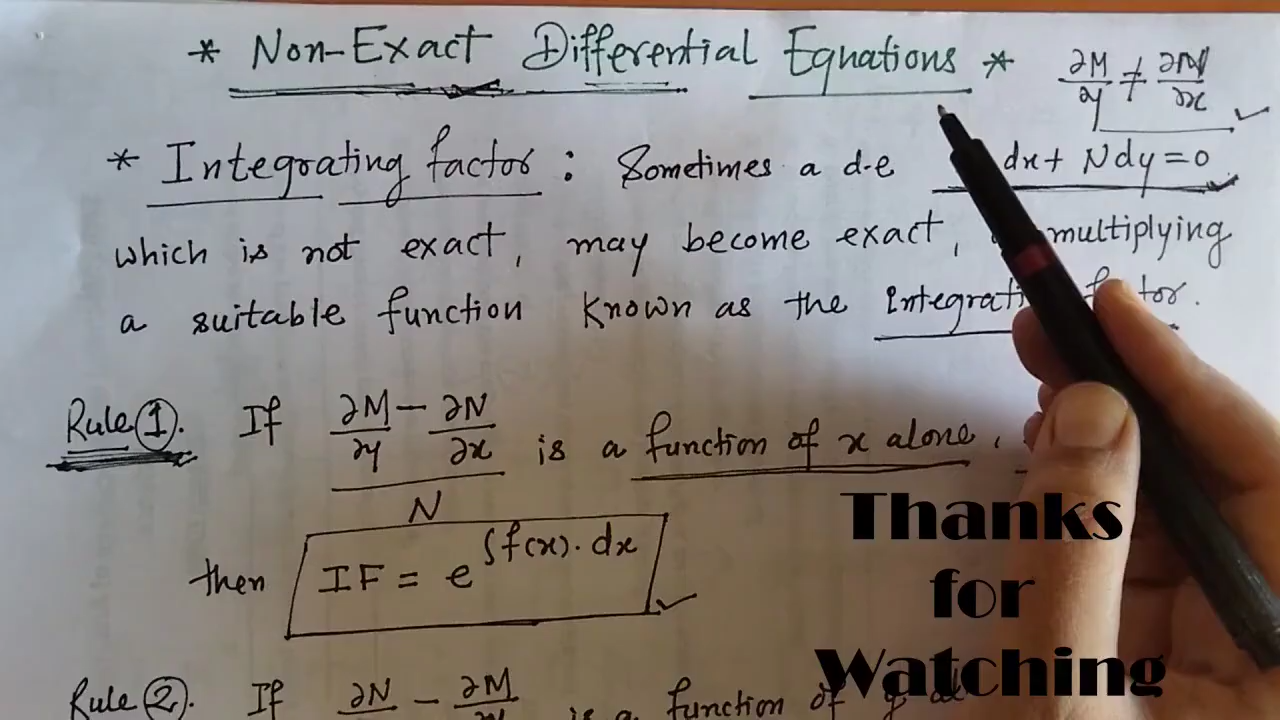 * Non-Exact Differential Equations *
∂M/∂y ≠ ∂N/∂x
* Integrating factor : Sometimes a d.e dx + Ndy = 0
which is not exact, may become exact, multiplying
a suitable function known as the Integrati tor.
Rule ①. If (∂M/∂y − ∂N/∂x)/N is a function of x alone,
then IF = e^∫f(x).dx
Rule ②. If ∂N − ∂M is a function of y
Thanks
for
Watching